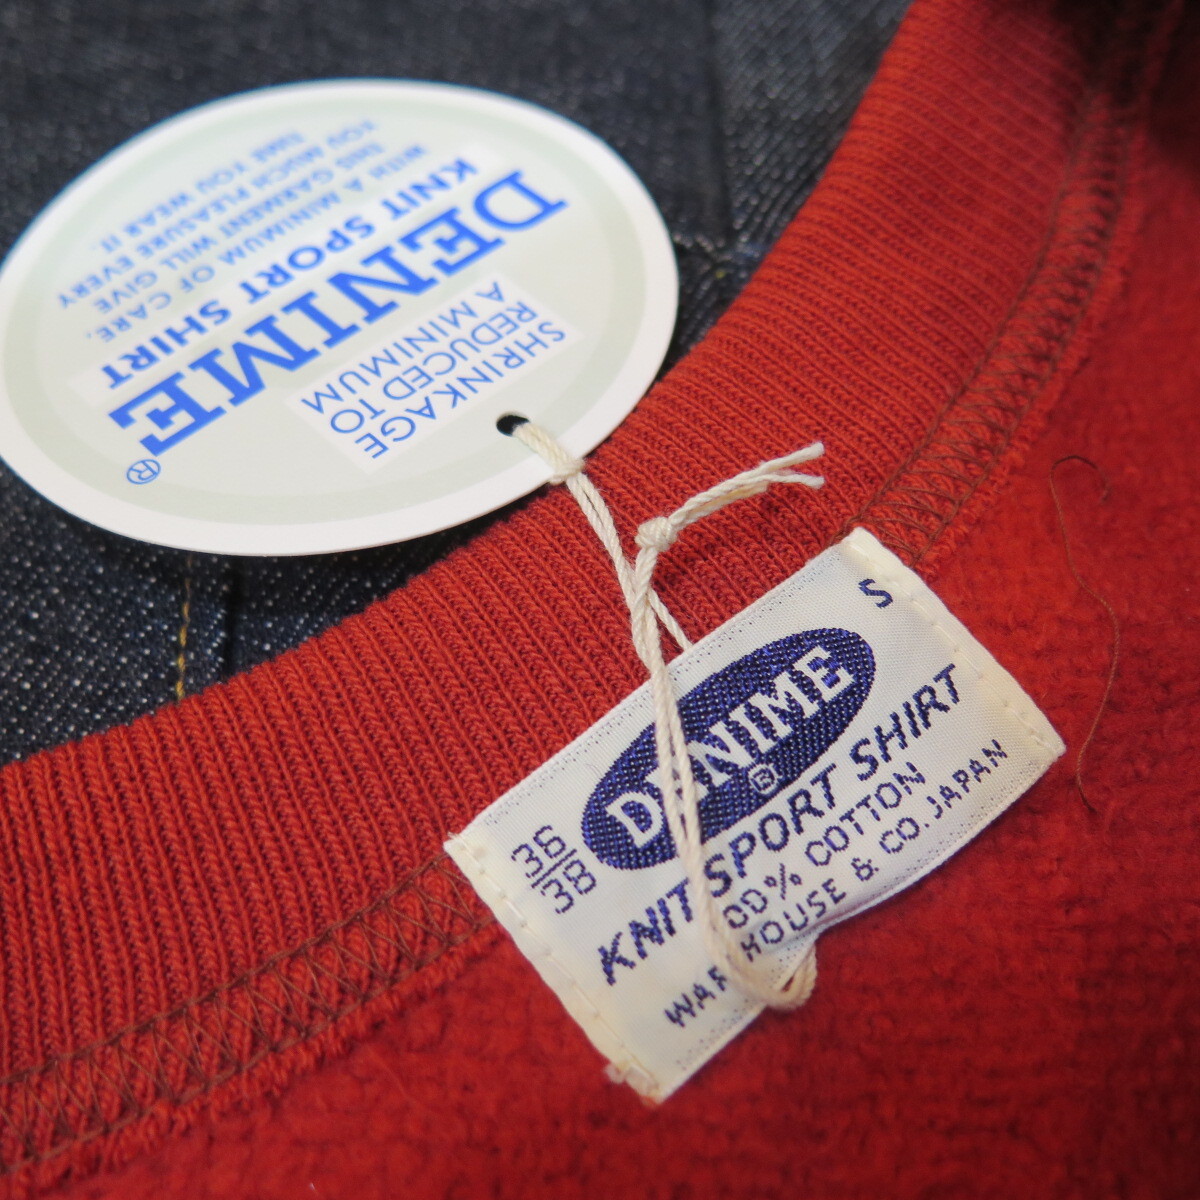 DENIME
®
KNIT SPORT SHIRT
WITH A MINIMUM OF CARE,
THIS GARMENT WILL GIVE
YOU MUCH PLEASURE EVERY
TIME YOU WEAR IT.
SHRINKAGE
REDUCED TO
A MINIMUM
S
36
38
DENIME
KNIT SPORT SHIRT
100% COTTON
WAREHOUSE & CO. JAPAN